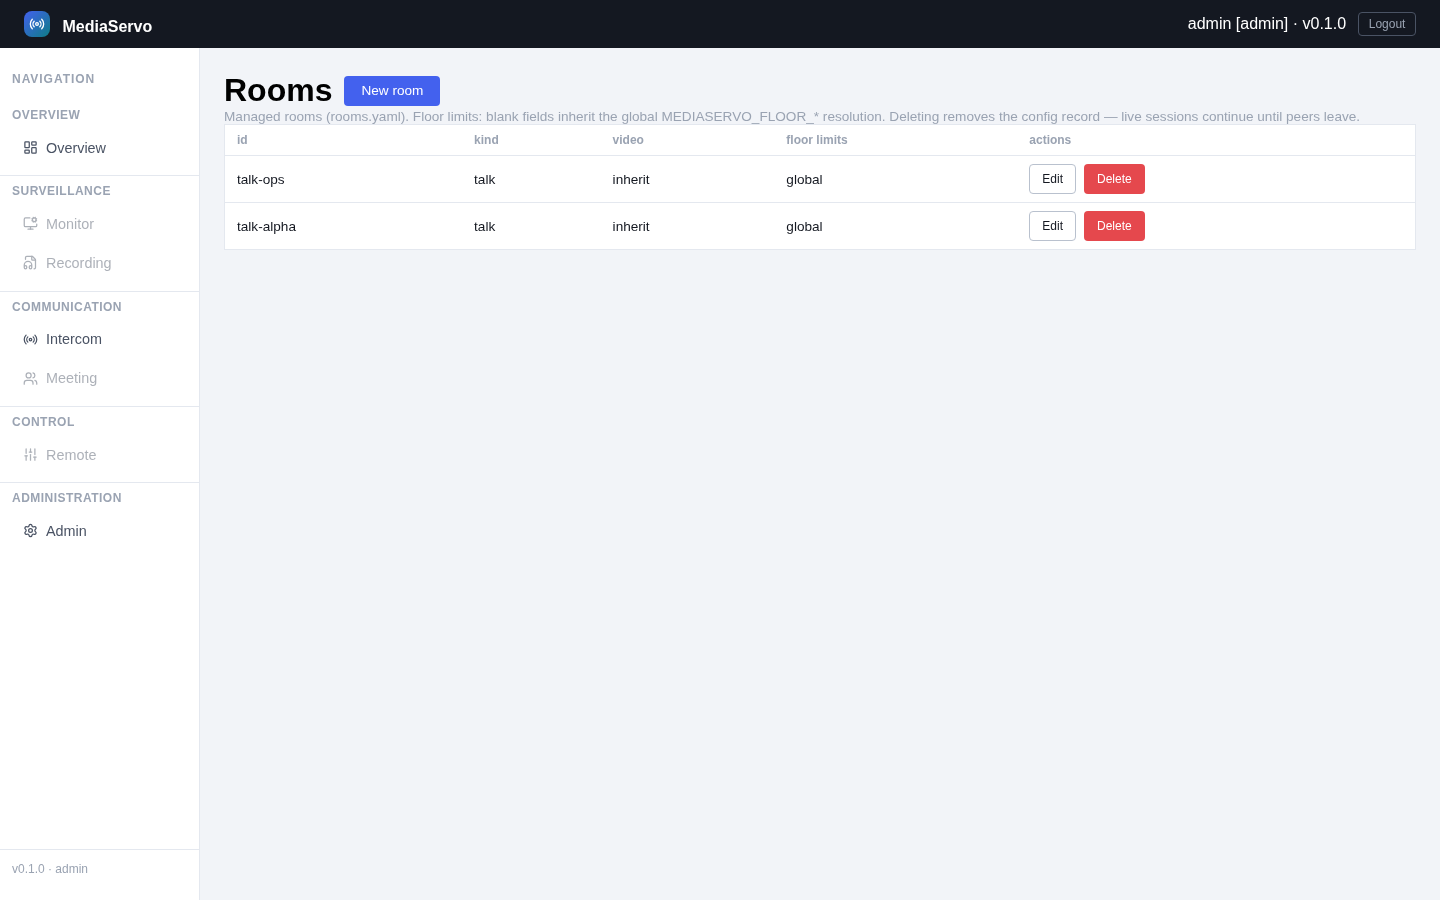 MediaServo
admin [admin] · v0.1.0 Logout
NAVIGATION
OVERVIEW
Overview
SURVEILLANCE
Monitor
Recording
COMMUNICATION
Intercom
Meeting
CONTROL
Remote
ADMINISTRATION
Admin
v0.1.0 · admin
Rooms New room
Managed rooms (rooms.yaml). Floor limits: blank fields inherit the global MEDIASERVO_FLOOR_* resolution. Deleting removes the config record — live sessions continue until peers leave.
id kind video floor limits actions
talk-ops talk inherit global Edit Delete
talk-alpha talk inherit global Edit Delete